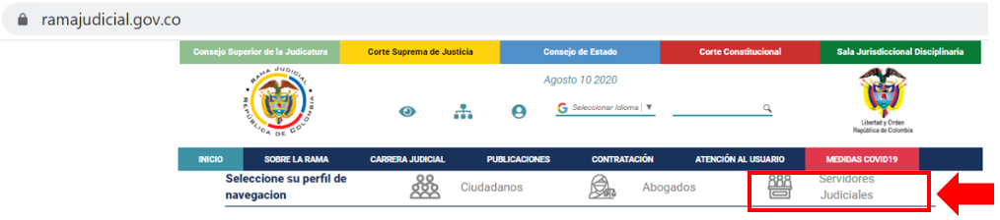 ramajudicial.gov.co
Consejo Superior de la Judicatura Corte Suprema de Justicia Consejo de Estado Corte Constitucional Sala Jurisdiccional Disciplinaria
RAMA JUDICIAL
REPÚBLICA DE COLOMBIA
Agosto 10 2020
G Seleccionar Idioma | ▼
Libertad y Orden
República de Colombia
INICIO SOBRE LA RAMA CARRERA JUDICIAL PUBLICACIONES CONTRATACIÓN ATENCIÓN AL USUARIO MEDIDAS COVID19
Seleccione su perfil de
navegacion
Ciudadanos
Abogados
Servidores
Judiciales